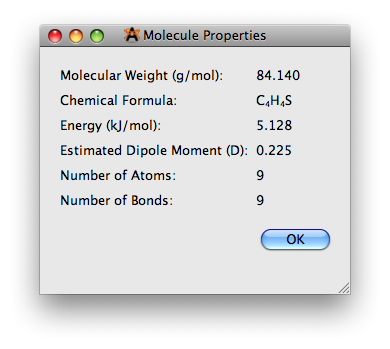 Molecule Properties
Molecular Weight (g/mol): 84.140
Chemical Formula: C₄H₄S
Energy (kJ/mol): 5.128
Estimated Dipole Moment (D): 0.225
Number of Atoms: 9
Number of Bonds: 9
OK